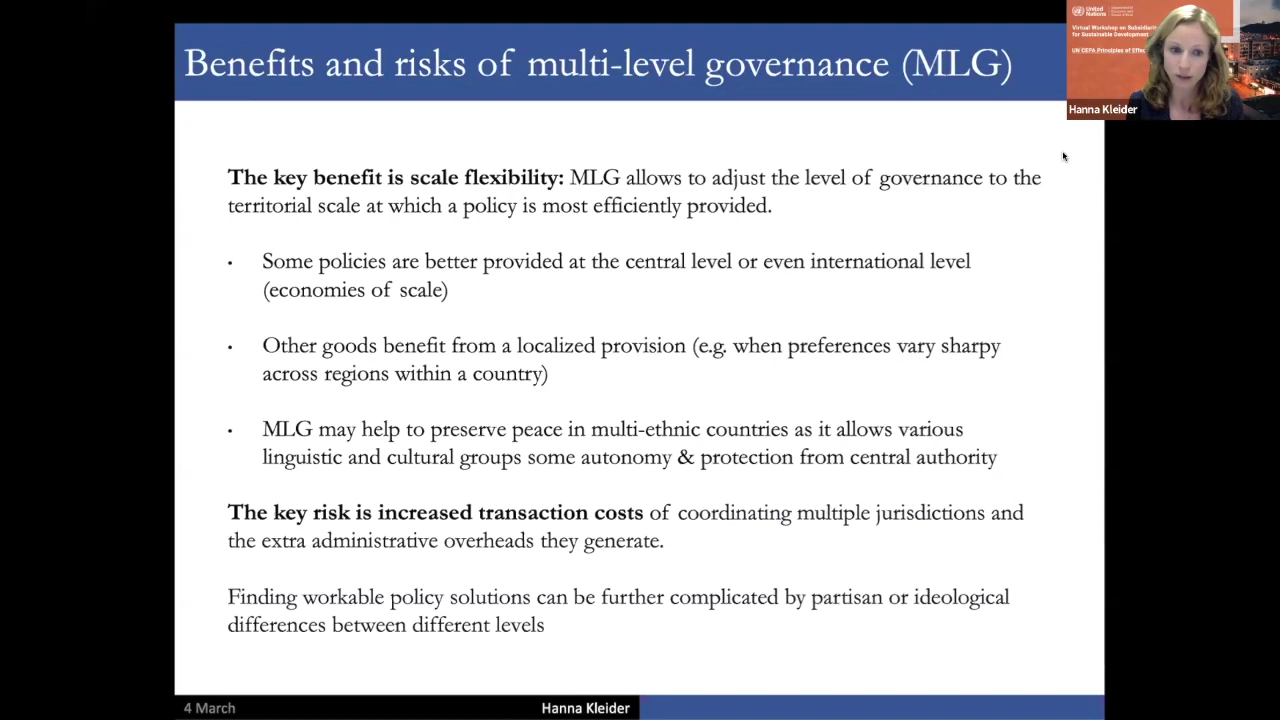 Benefits and risks of multi-level governance (MLG)
United
Nations
Virtual Workshop on Subsidiarity
for Sustainable Development
UN CEPA Principles of Effec
Hanna Kleider
The key benefit is scale flexibility: MLG allows to adjust the level of governance to the
territorial scale at which a policy is most efficiently provided.
• Some policies are better provided at the central level or even international level
(economies of scale)
• Other goods benefit from a localized provision (e.g. when preferences vary sharpy
across regions within a country)
• MLG may help to preserve peace in multi-ethnic countries as it allows various
linguistic and cultural groups some autonomy & protection from central authority
The key risk is increased transaction costs of coordinating multiple jurisdictions and
the extra administrative overheads they generate.
Finding workable policy solutions can be further complicated by partisan or ideological
differences between different levels
4 March
Hanna Kleider